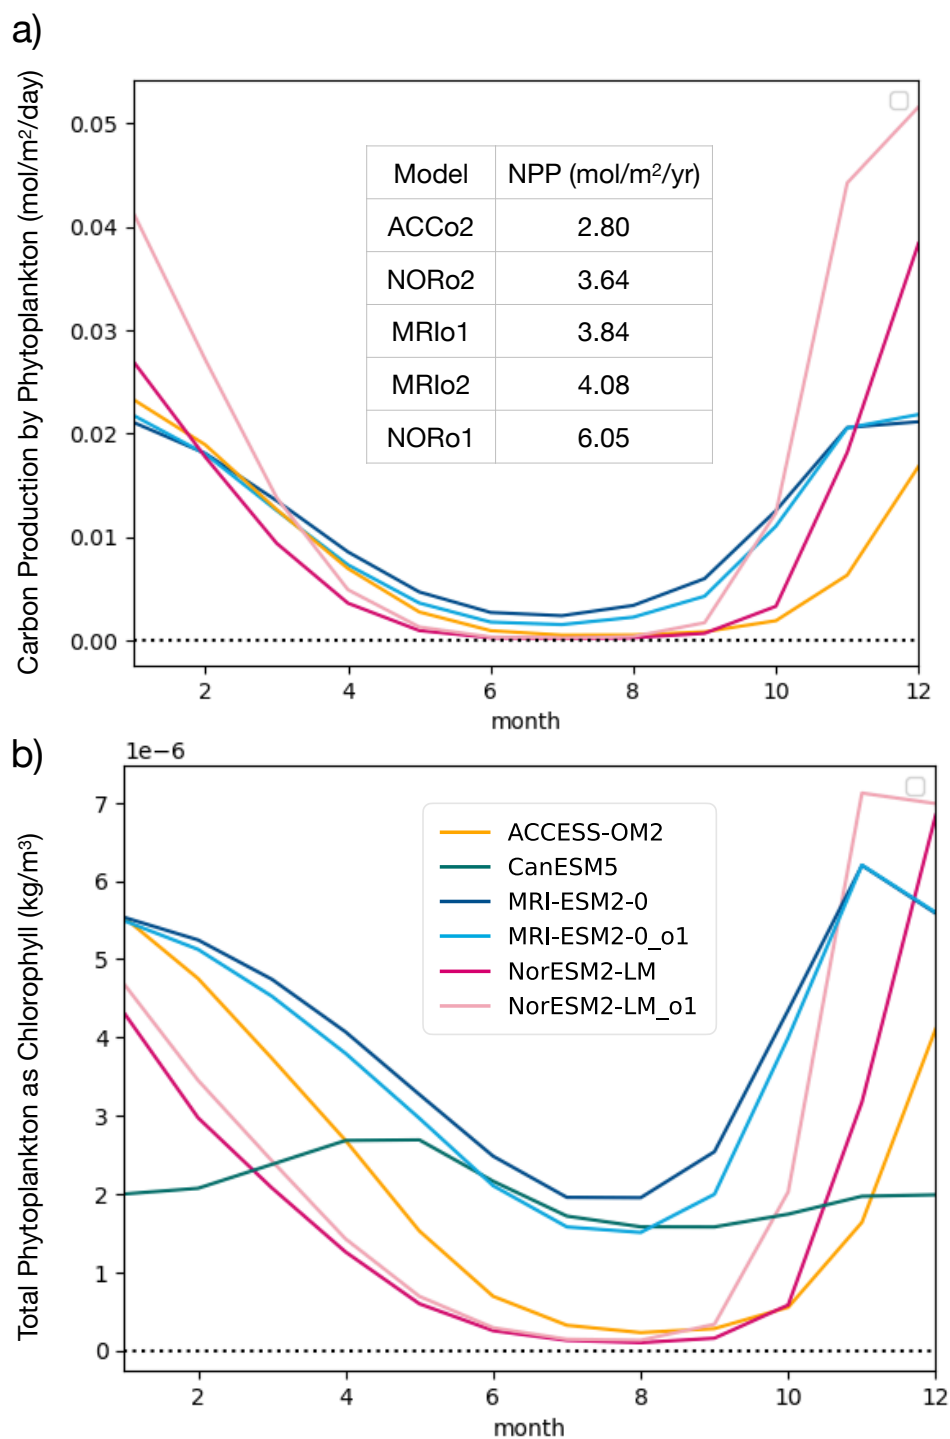 a)
Carbon Production by Phytoplankton (mol/m²/day)
0.05
0.04
0.03
0.02
0.01
0.00
Model NPP (mol/m²/yr)
ACCo2 2.80
NORo2 3.64
MRIo1 3.84
MRIo2 4.08
NORo1 6.05
2 4 6 8 10 12
month
b)
1e−6
Total Phytoplankton as Chlorophyll (kg/m³)
7
6
5
4
3
2
1
0
ACCESS-OM2
CanESM5
MRI-ESM2-0
MRI-ESM2-0_o1
NorESM2-LM
NorESM2-LM_o1
2 4 6 8 10 12
month